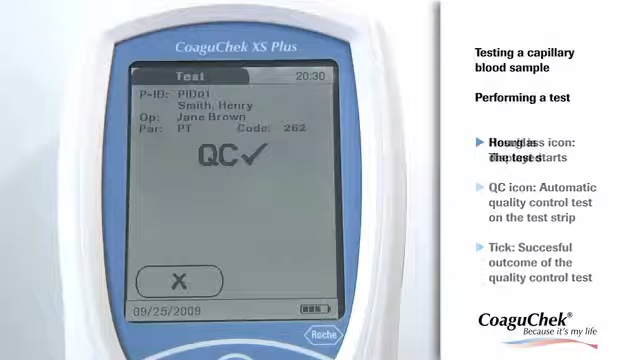 CoaguChek XS Plus
Test 20:30
P-ID: PID01
Smith, Henry
Op: Jane Brown
Par: PT Code: 262
QC✓
X
09/25/2009
Roche
Testing a capillary
blood sample
Performing a test
icon:
starts
QC icon: Automatic
quality control test
on the test strip
Tick: Succesful
outcome of the
quality control test
CoaguChek®
Because it's my life